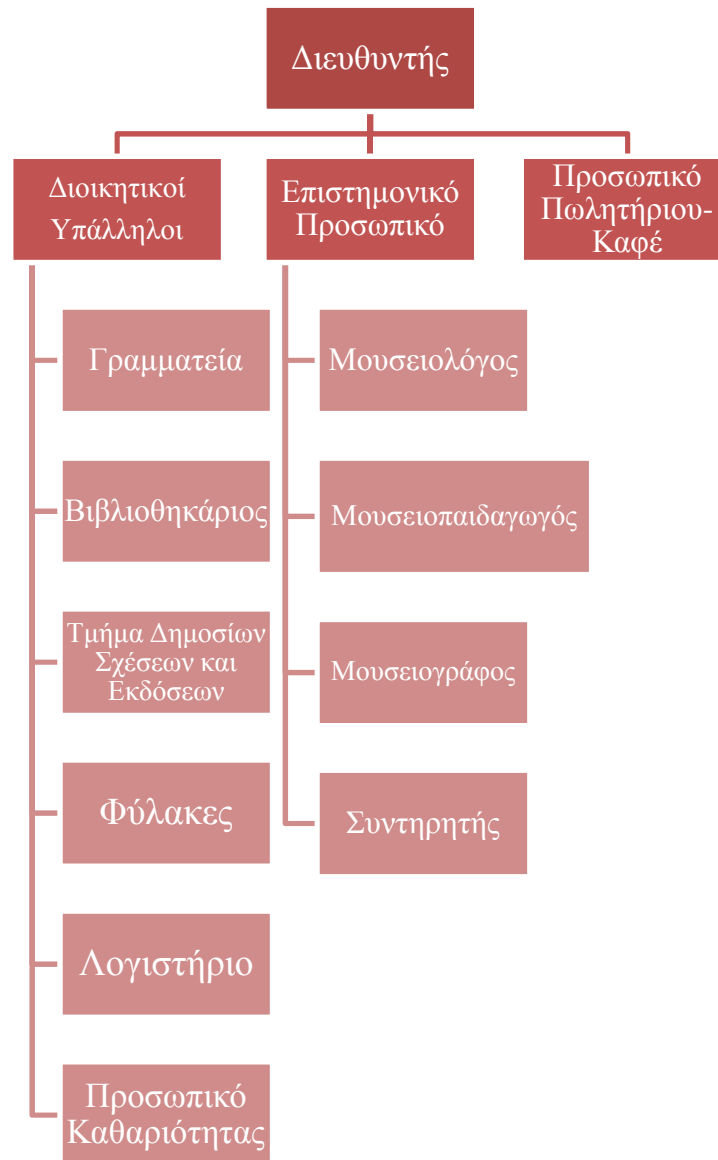 Διευθυντής
Διοικητικοί
Υπάλληλοι
Επιστημονικό
Προσωπικό
Προσωπικό
Πωλητήριου-
Καφέ
Γραμματεία
Βιβλιοθηκάριος
Τμήμα Δημοσίων
Σχέσεων και
Εκδόσεων
Φύλακες
Λογιστήριο
Προσωπικό
Καθαριότητας
Μουσειολόγος
Μουσειοπαιδαγωγός
Μουσειογράφος
Συντηρητής